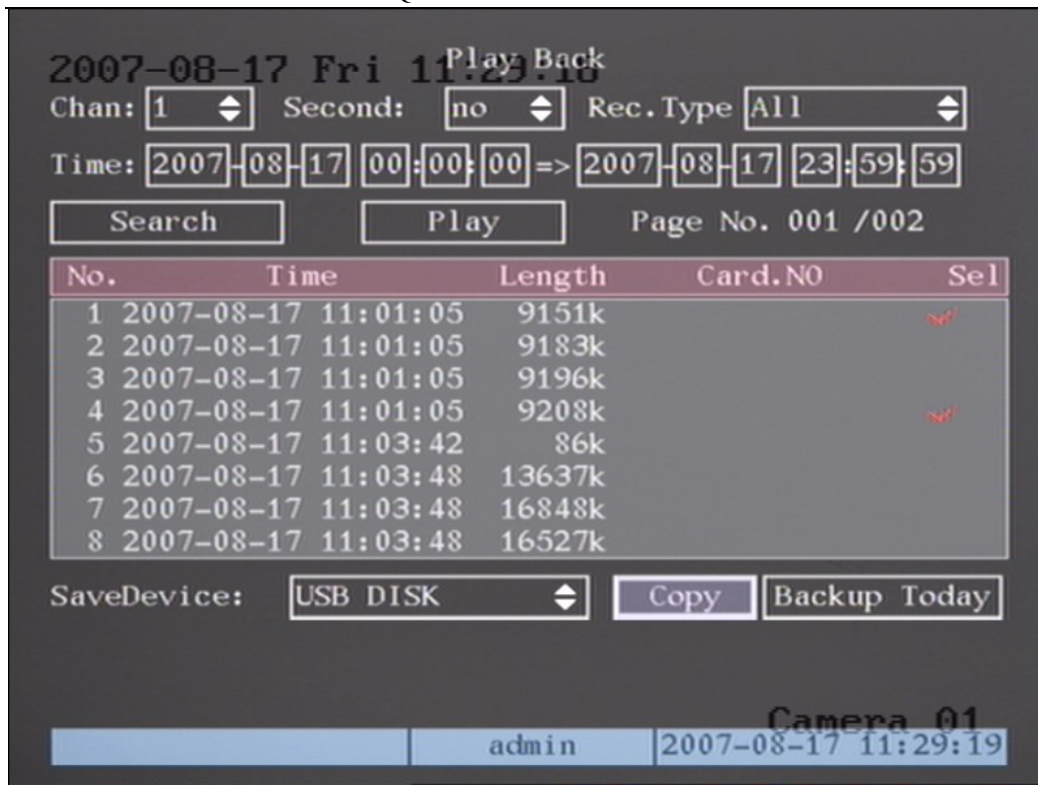 Play Back
2007-08-17 Fri 11:29:18
Chan: 1 Second: no Rec.Type All
Time: 2007-08-17 00:00:00 => 2007-08-17 23:59:59
Search Play Page No. 001 /002
No. Time Length Card.NO Sel
1 2007-08-17 11:01:05 9151k
2 2007-08-17 11:01:05 9183k
3 2007-08-17 11:01:05 9196k
4 2007-08-17 11:01:05 9208k
5 2007-08-17 11:03:42 86k
6 2007-08-17 11:03:48 13637k
7 2007-08-17 11:03:48 16848k
8 2007-08-17 11:03:48 16527k
SaveDevice: USB DISK Copy Backup Today
Camera 01
admin 2007-08-17 11:29:19